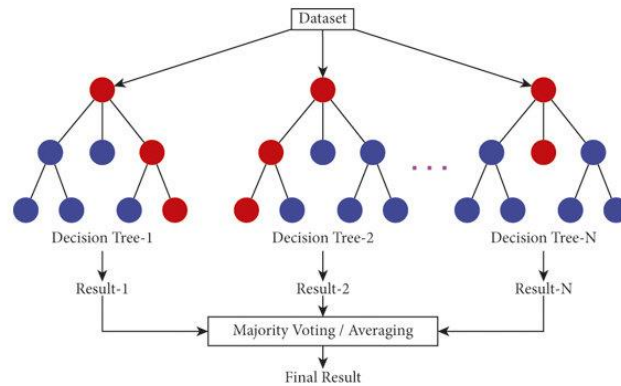 Dataset
Decision Tree-1
Decision Tree-2
Decision Tree-N
Result-1
Result-2
Result-N
Majority Voting / Averaging
Final Result